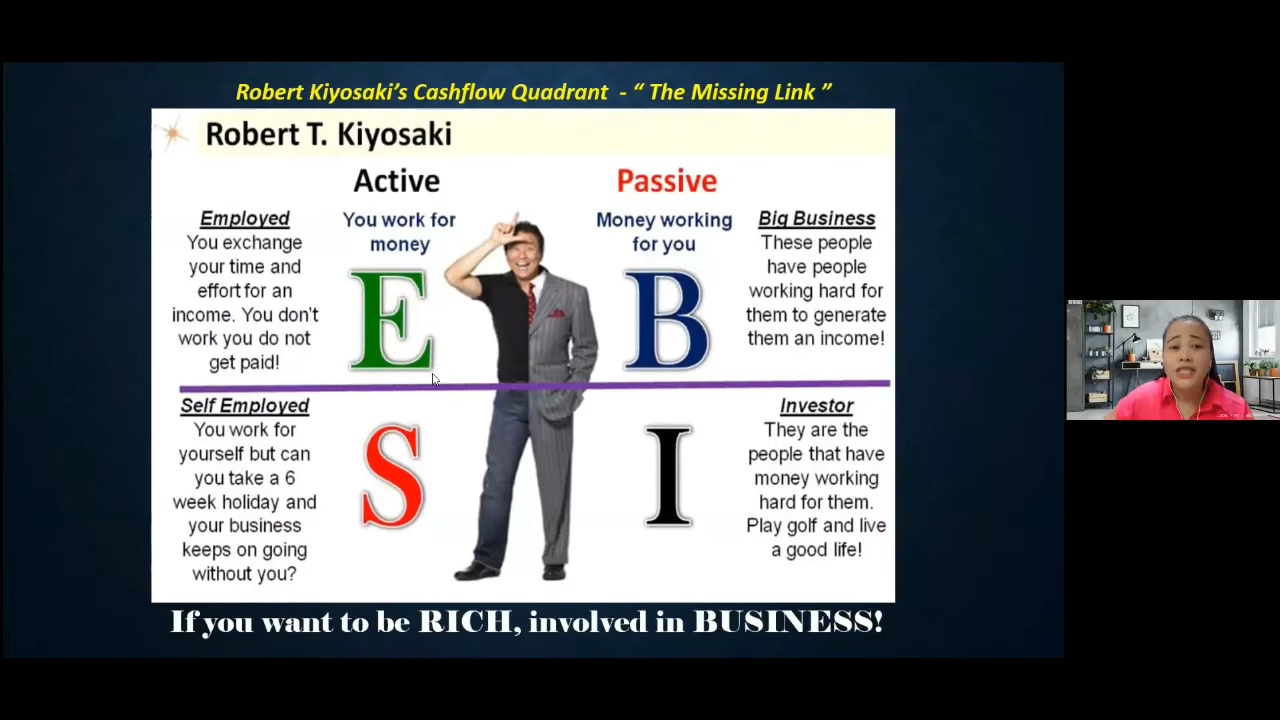 Robert Kiyosaki's Cashflow Quadrant - “ The Missing Link ”
Robert T. Kiyosaki
Active
Passive
Employed
You exchange
your time and
effort for an
income. You don't
work you do not
get paid!
You work for
money
E
Money working
for you
B
Big Business
These people
have people
working hard for
them to generate
them an income!
Self Employed
You work for
yourself but can
you take a 6
week holiday and
your business
keeps on going
without you?
S
I
Investor
They are the
people that have
money working
hard for them.
Play golf and live
a good life!
If you want to be RICH, involved in BUSINESS!